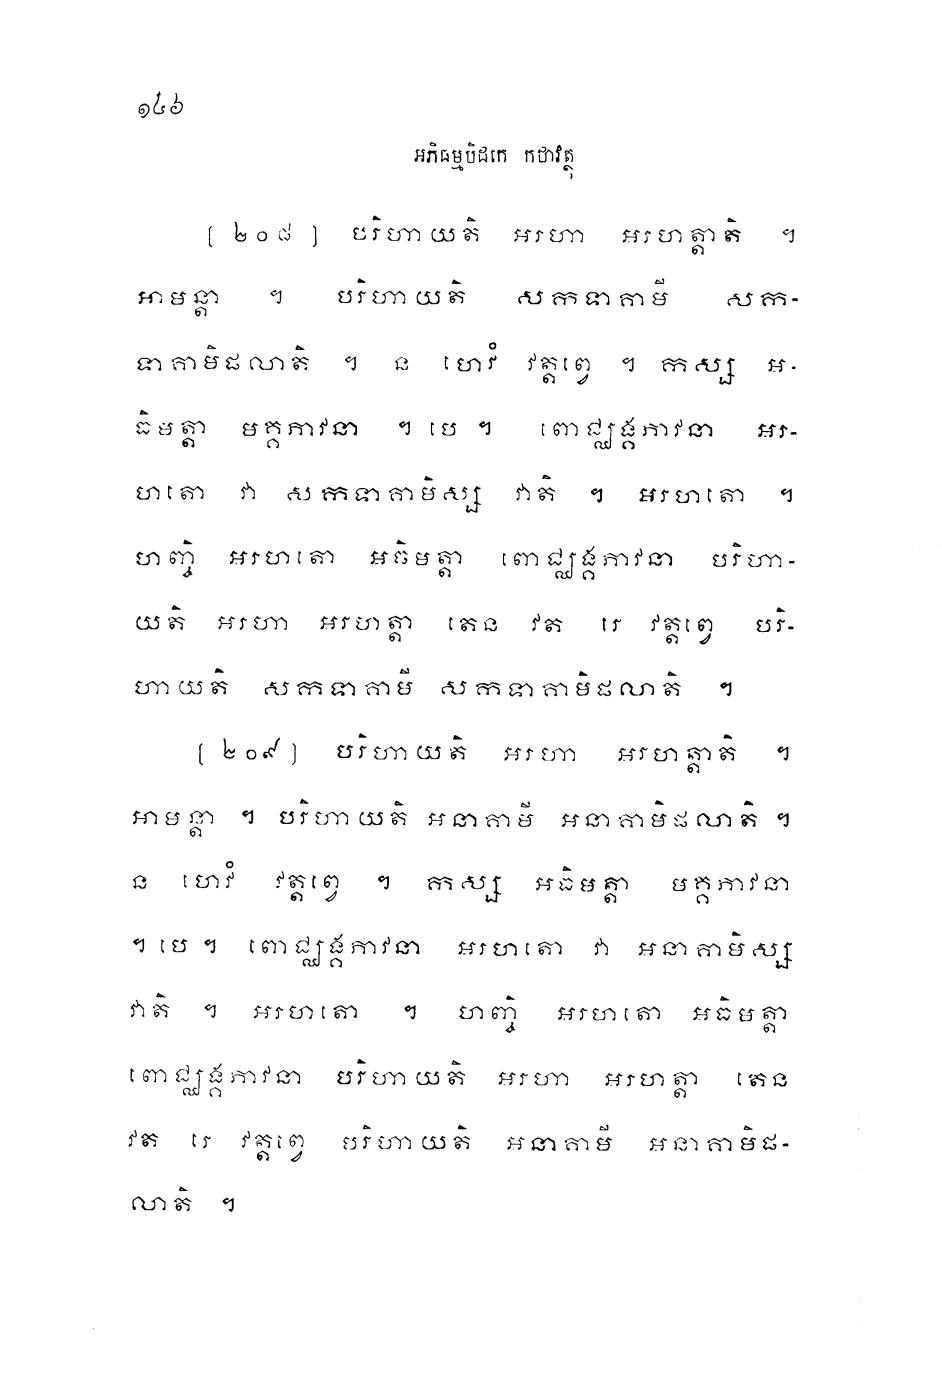 ១៤៦
អភិធម្មបិដកេ កថាវត្ថុ
[ ២០៨ ] បរិហាយតិ អរហា អរហត្តាតិ ។
អាមន្តា ។ បរិហាយតិ សកទាគាមី សក-
ទាគាមិផលាតិ ។ ន ហេវំ វត្តព្វេ ។ កស្ស អ-
ធិមត្តា មគ្គភាវនា ។ បេ ។ ពោជ្ឈង្គភាវនា អរ-
ហតោ វា សកទាគាមិស្ស វាតិ ។ អរហតោ ។
ហញ្ចិ អរហតោ អធិមត្តា ពោជ្ឈង្គភាវនា បរិហា-
យតិ អរហា អរហត្តា តេន វត រេ វត្តព្វេ បរិ-
ហាយតិ សកទាគាមី សកទាគាមិផលាតិ ។
[ ២០៩ ] បរិហាយតិ អរហា អរហត្តាតិ ។
អាមន្តា ។ បរិហាយតិ អនាគាមី អនាគាមិផលាតិ ។
ន ហេវំ វត្តព្វេ ។ កស្ស អធិមត្តា មគ្គភាវនា
។ បេ ។ ពោជ្ឈង្គភាវនា អរហតោ វា អនាគាមិស្ស
វាតិ ។ អរហតោ ។ ហញ្ចិ អរហតោ អធិមត្តា
ពោជ្ឈង្គភាវនា បរិហាយតិ អរហា អរហត្តា តេន
វត រេ វត្តព្វេ បរិហាយតិ អនាគាមី អនាគាមិផ-
លាតិ ។